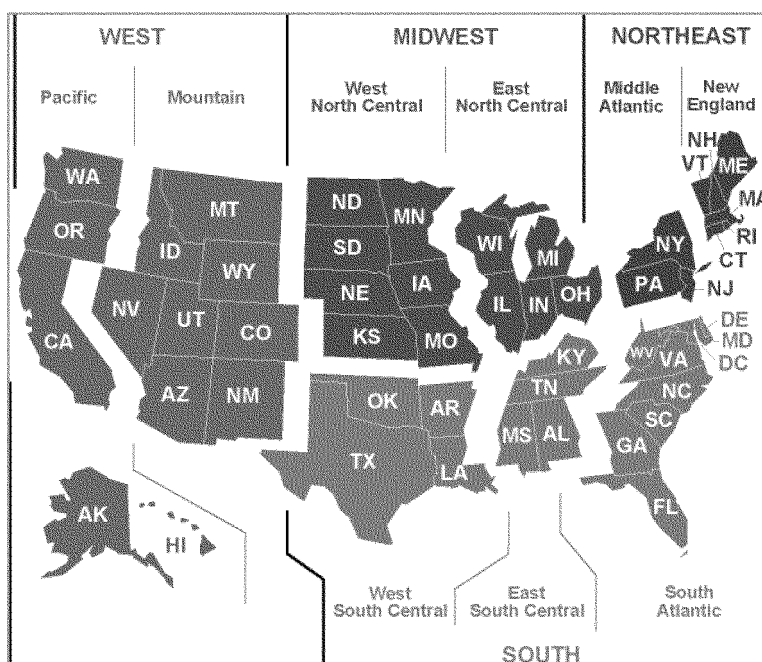 WEST
MIDWEST
NORTHEAST
Pacific
Mountain
West
North Central
East
North Central
Middle
Atlantic
New
England
NH
VT
ME
WA
MT
ND
MN
MA
OR
ID
SD
WI
MI
NY
RI
WY
CT
NV
NE
IA
PA
NJ
CA
UT
CO
IL
IN
OH
KS
MO
DE
MD
DC
KY
WV
VA
AZ
NM
OK
AR
TN
NC
SC
TX
MS
AL
GA
LA
FL
AK
HI
West
South Central
East
South Central
South
Atlantic
SOUTH